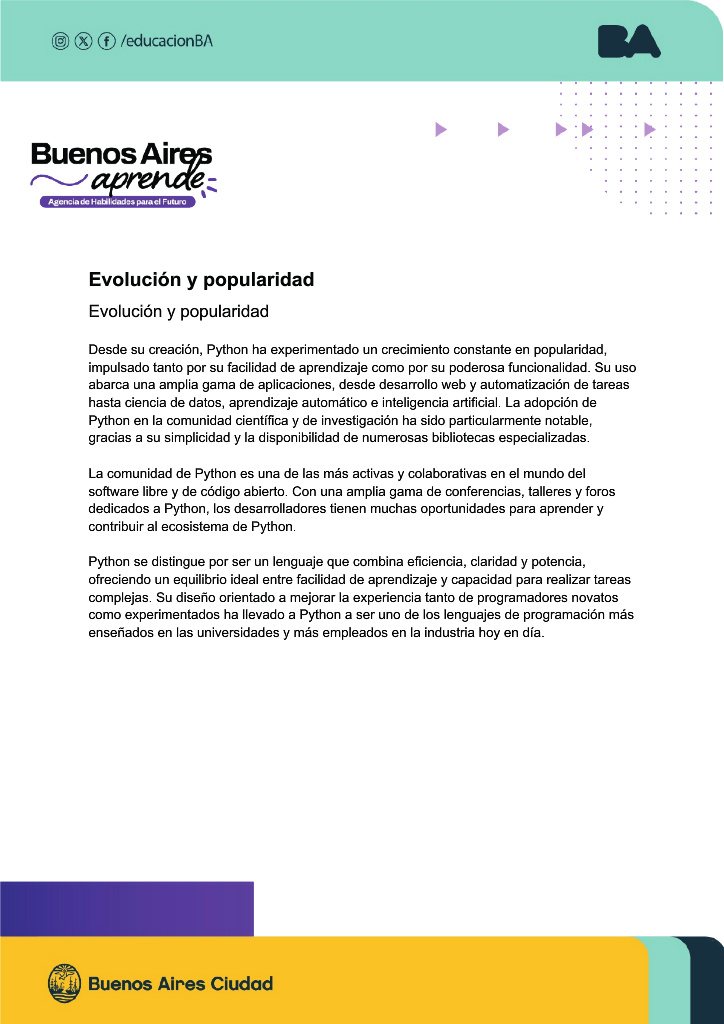 /educacionBA
BA
Buenos Aires
aprende
Agencia de Habilidades para el Futuro
Evolución y popularidad
Evolución y popularidad
Desde su creación, Python ha experimentado un crecimiento constante en popularidad,
impulsado tanto por su facilidad de aprendizaje como por su poderosa funcionalidad. Su uso
abarca una amplia gama de aplicaciones, desde desarrollo web y automatización de tareas
hasta ciencia de datos, aprendizaje automático e inteligencia artificial. La adopción de
Python en la comunidad científica y de investigación ha sido particularmente notable,
gracias a su simplicidad y la disponibilidad de numerosas bibliotecas especializadas.
La comunidad de Python es una de las más activas y colaborativas en el mundo del
software libre y de código abierto. Con una amplia gama de conferencias, talleres y foros
dedicados a Python, los desarrolladores tienen muchas oportunidades para aprender y
contribuir al ecosistema de Python.
Python se distingue por ser un lenguaje que combina eficiencia, claridad y potencia,
ofreciendo un equilibrio ideal entre facilidad de aprendizaje y capacidad para realizar tareas
complejas. Su diseño orientado a mejorar la experiencia tanto de programadores novatos
como experimentados ha llevado a Python a ser uno de los lenguajes de programación más
enseñados en las universidades y más empleados en la industria hoy en día.
Buenos Aires Ciudad